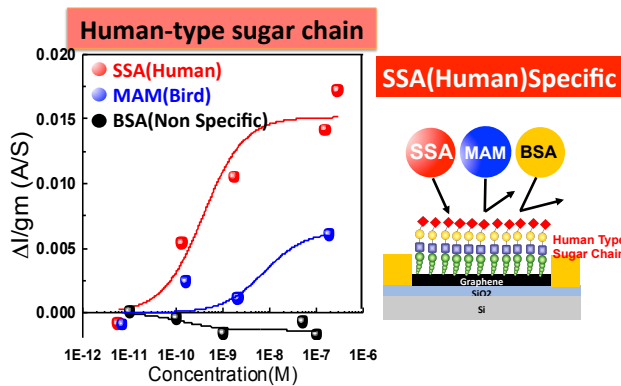 Human-type sugar chain
0.020
SSA(Human)
MAM(Bird)
BSA(Non Specific)
0.015
0.010
0.005
0.000
ΔI/gm (A/S)
1E-12 1E-11 1E-10 1E-9 1E-8 1E-7 1E-6
Concentration(M)
SSA(Human)Specific
SSA
MAM
BSA
Human Type
Sugar Chain
Graphene
SiO2
Si